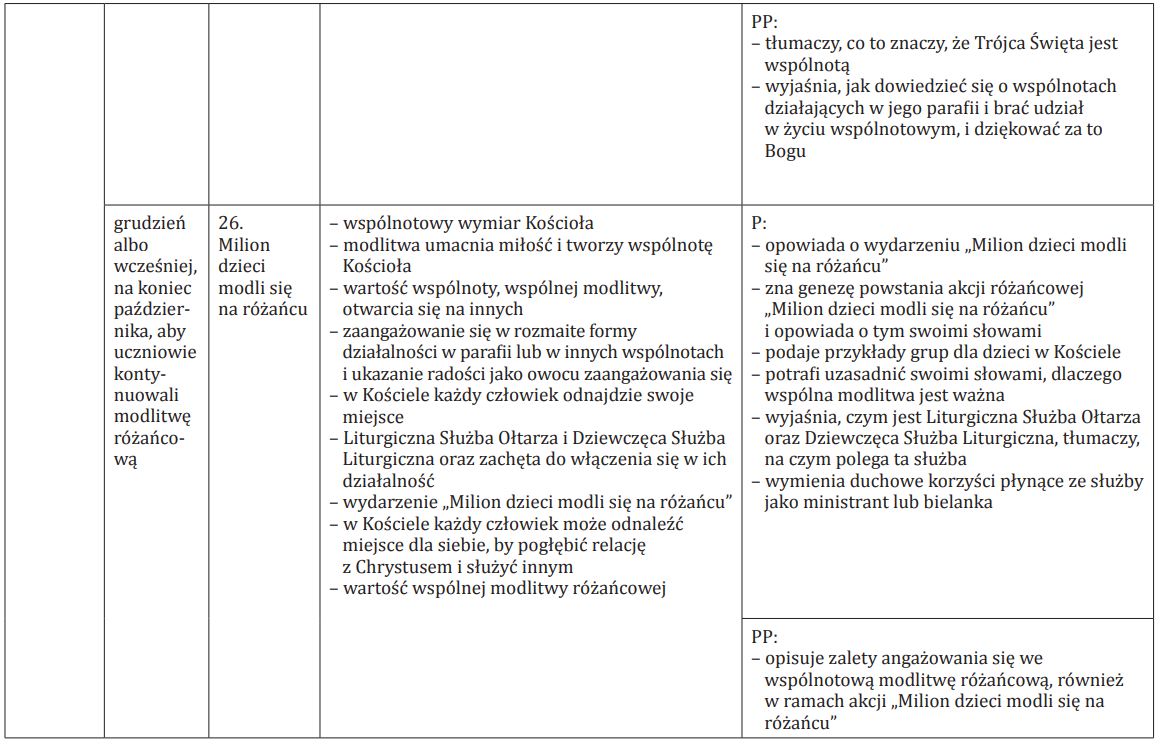 PP:
– tłumaczy, co to znaczy, że Trójca Święta jest
wspólnotą
– wyjaśnia, jak dowiedzieć się o wspólnotach
działających w jego parafii i brać udział
w życiu wspólnotowym, i dziękować za to
Bogu
grudzień
albo
wcześniej,
na koniec
paździer-
nika, aby
uczniowie
konty-
nuowali
modlitwę
różańco-
wą
26.
Milion
dzieci
modli się
na różańcu
– wspólnotowy wymiar Kościoła
– modlitwa umacnia miłość i tworzy wspólnotę
Kościoła
– wartość wspólnoty, wspólnej modlitwy,
otwarcia się na innych
– zaangażowanie się w rozmaite formy
działalności w parafii lub w innych wspólnotach
i ukazanie radości jako owocu zaangażowania się
– w Kościele każdy człowiek odnajdzie swoje
miejsce
– Liturgiczna Służba Ołtarza i Dziewczęca Służba
Liturgiczna oraz zachęta do włączenia się w ich
działalność
– wydarzenie „Milion dzieci modli się na różańcu”
– w Kościele każdy człowiek może odnaleźć
miejsce dla siebie, by pogłębić relację
z Chrystusem i służyć innym
– wartość wspólnej modlitwy różańcowej
P:
– opowiada o wydarzeniu „Milion dzieci modli
się na różańcu”
– zna genezę powstania akcji różańcowej
„Milion dzieci modli się na różańcu”
i opowiada o tym swoimi słowami
– podaje przykłady grup dla dzieci w Kościele
– potrafi uzasadnić swoimi słowami, dlaczego
wspólna modlitwa jest ważna
– wyjaśnia, czym jest Liturgiczna Służba Ołtarza
oraz Dziewczęca Służba Liturgiczna, tłumaczy,
na czym polega ta służba
– wymienia duchowe korzyści płynące ze służby
jako ministrant lub bielanka
PP:
– opisuje zalety angażowania się we
wspólnotową modlitwę różańcową, również
w ramach akcji „Milion dzieci modli się na
różańcu”